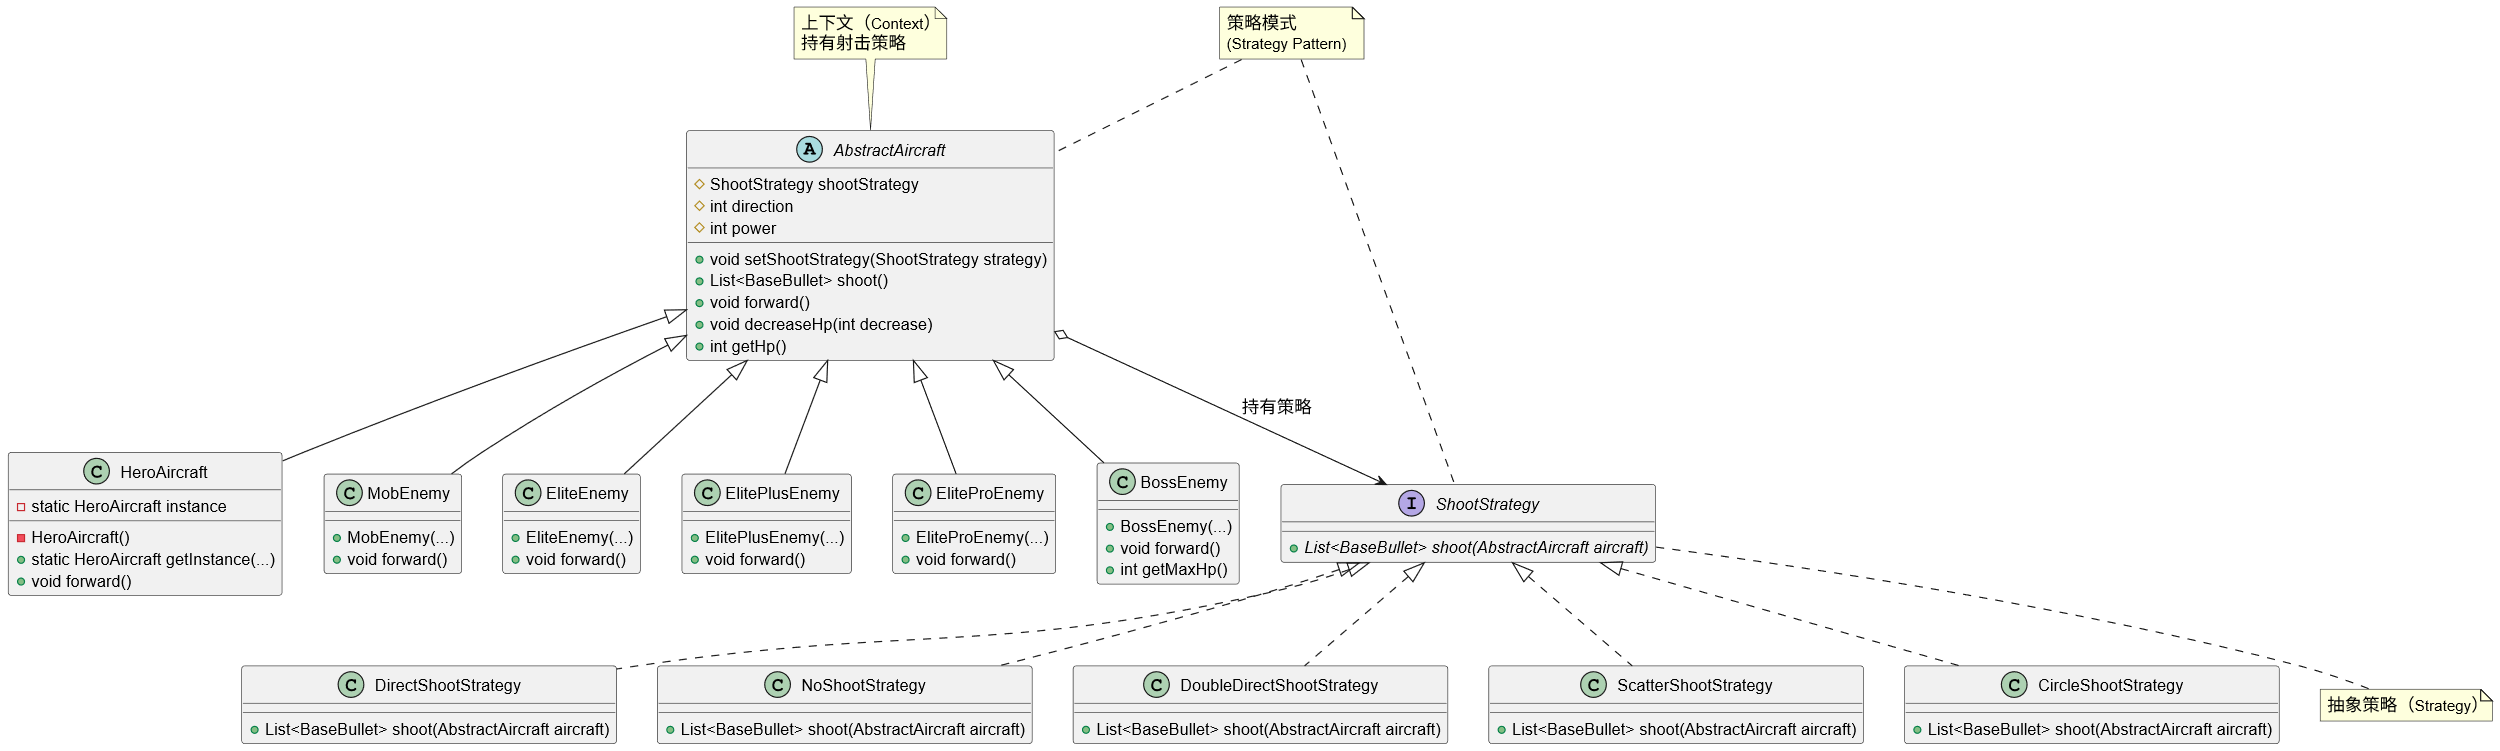 上下文（Context）
持有射击策略
策略模式
(Strategy Pattern)
A AbstractAircraft
ShootStrategy shootStrategy
int direction
int power
void setShootStrategy(ShootStrategy strategy)
List<BaseBullet> shoot()
void forward()
void decreaseHp(int decrease)
int getHp()
持有策略
C HeroAircraft
static HeroAircraft instance
HeroAircraft()
static HeroAircraft getInstance(...)
void forward()
C MobEnemy
MobEnemy(...)
void forward()
C EliteEnemy
EliteEnemy(...)
void forward()
C ElitePlusEnemy
ElitePlusEnemy(...)
void forward()
C EliteProEnemy
EliteProEnemy(...)
void forward()
C BossEnemy
BossEnemy(...)
void forward()
int getMaxHp()
I ShootStrategy
List<BaseBullet> shoot(AbstractAircraft aircraft)
C DirectShootStrategy
List<BaseBullet> shoot(AbstractAircraft aircraft)
C NoShootStrategy
List<BaseBullet> shoot(AbstractAircraft aircraft)
C DoubleDirectShootStrategy
List<BaseBullet> shoot(AbstractAircraft aircraft)
C ScatterShootStrategy
List<BaseBullet> shoot(AbstractAircraft aircraft)
C CircleShootStrategy
List<BaseBullet> shoot(AbstractAircraft aircraft)
抽象策略（Strategy）